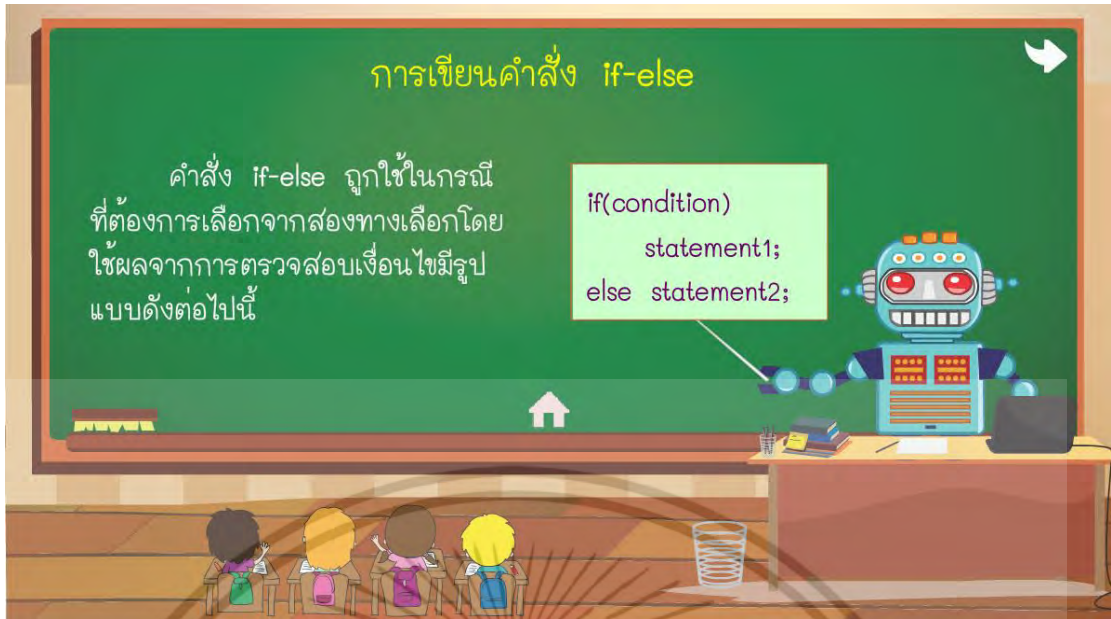 การเขียนคำสั่ง if-else
คำสั่ง if-else ถูกใช้ในกรณี
ที่ต้องการเลือกจากสองทางเลือกโดย
ใช้ผลจากการตรวจสอบเงื่อนไขมีรูป
แบบดังต่อไปนี้
if(condition)
statement1;
else statement2;